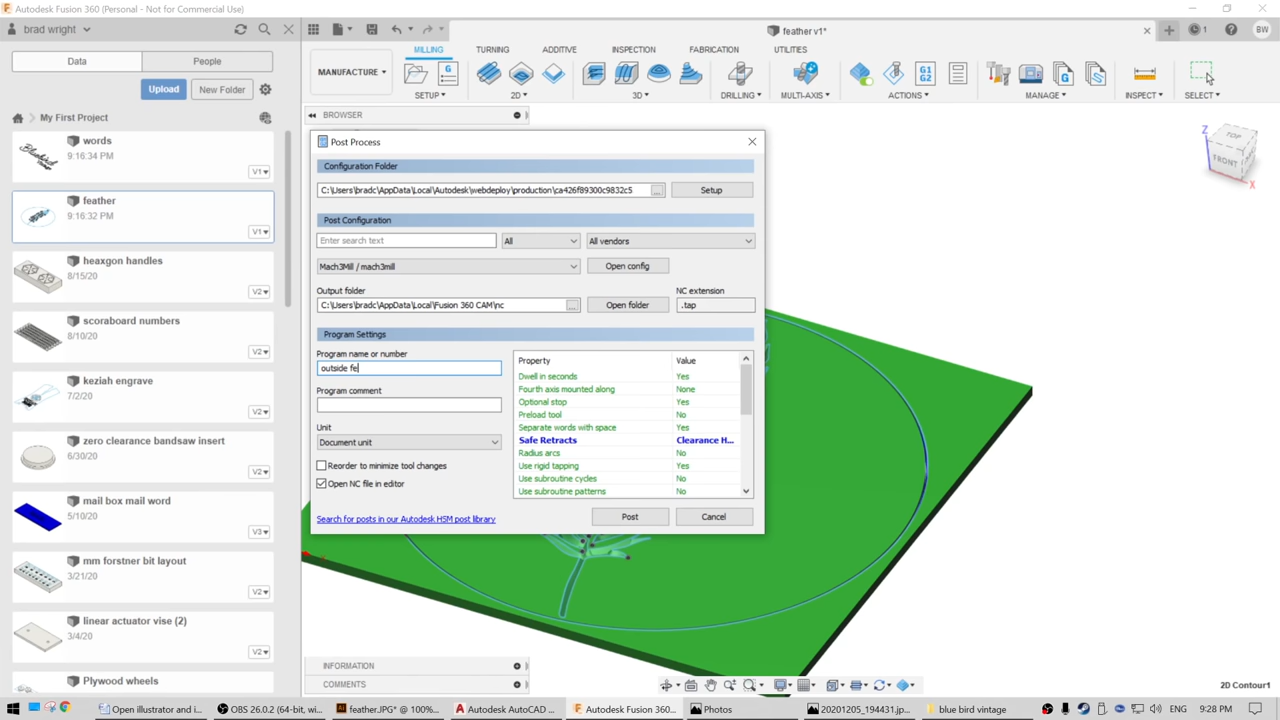 Autodesk Fusion 360 (Personal - Not for Commercial Use)
brad wright
feather v1*
1
BW
Data
People
MILLING
TURNING
ADDITIVE
INSPECTION
FABRICATION
UTILITIES
MANUFACTURE
G1
G2
SETUP
2D
3D
DRILLING
MULTI-AXIS
ACTIONS
MANAGE
INSPECT
SELECT
Upload
New Folder
My First Project
BROWSER
words
9:16:34 PM
V1
feather
9:16:32 PM
V1
heaxgon handles
8/15/20
V2
scoraboard numbers
8/10/20
V2
keziah engrave
7/2/20
V2
zero clearance bandsaw insert
6/30/20
V2
mail box mail word
5/10/20
V3
mm forstner bit layout
3/21/20
V2
linear actuator vise (2)
3/4/20
V2
Plywood wheels
Post Process
Configuration Folder
C:\Users\bradc\AppData\Local\Autodesk\webdeploy\production\ca426f89300c9832c5
...
Setup
Post Configuration
Enter search text
All
All vendors
Mach3Mill / mach3mill
Open config
Output folder
NC extension
C:\Users\bradc\AppData\Local\Fusion 360 CAM\nc
...
Open folder
.tap
Program Settings
Program name or number
outside fe
Program comment
Unit
Document unit
Reorder to minimize tool changes
Open NC file in editor
Property Value
Dwell in seconds Yes
Fourth axis mounted along None
Optional stop Yes
Preload tool No
Separate words with space Yes
Safe Retracts Clearance H...
Radius arcs No
Use rigid tapping Yes
Use subroutine cycles No
Use subroutine patterns No
Search for posts in our Autodesk HSM post library
Post
Cancel
Z
TOP
FRONT
X
INFORMATION
COMMENTS
2D Contour1
Open illustrator and i...
OBS 26.0.2 (64-bit, w...
feather.JPG* @ 100%...
Autodesk AutoCAD ...
Autodesk Fusion 360...
Photos
20201205_194431.jp...
blue bird vintage
ENG
9:28 PM